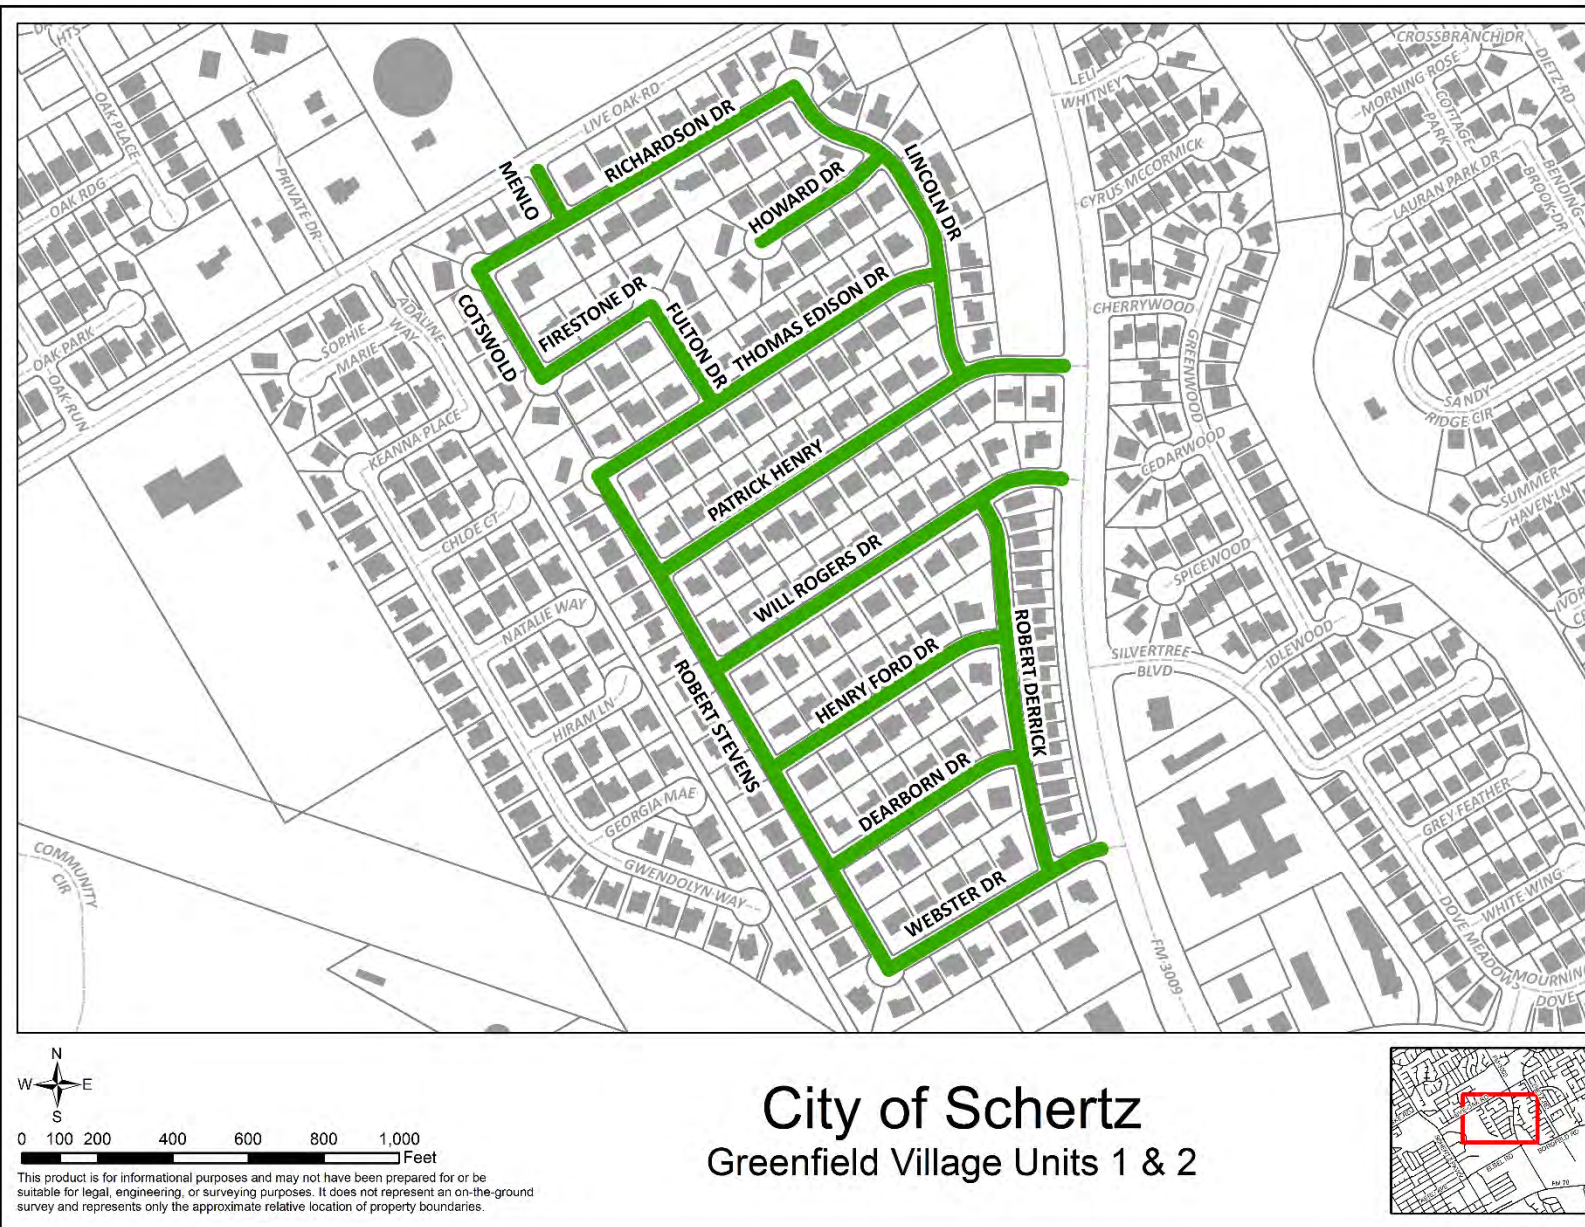 HTS
OAK PLACE
OAK RDG
PRIVATE DR
OAK PARK
OAK RUN
SOPHIE
MARIE
ADALYNE
WAY
KEANNA PLACE
CHLOE CT
NATALIE WAY
HIRAM LN
GEORGIA MAE
GWENDOLYN WAY
COMMUNITY
CIR
LIVE OAK RD
MENLO
RICHARDSON DR
LINCOLN DR
HOWARD DR
COTSWOLD
FIRESTONE DR
FULTON DR
THOMAS EDISON DR
PATRICK HENRY
WILL ROGERS DR
HENRY FORD DR
ROBERT DERRICK
ROBERT STEVENS
DEARBORN DR
WEBSTER DR
ELI
WHITNEY
CYRUS MCCORMICK
CHERRYWOOD
GREENWOOD
CEDARWOOD
SPICEWOOD
IDLEWOOD
SILVERTREE
BLVD
FM 3009
CROSSBRANCH DR
DIETZ RD
MORNING ROSE
COTTAGE
PARK
LAURAN PARK DR
BENDING
BROOK DR
SANDY
RIDGE CIR
SUMMER
HAVEN LN
GREY FEATHER
WHITE WING
DOVE MEADOWS
MOURNIN
DOVE
N
W E
S
0 100 200 400 600 800 1,000
Feet
This product is for informational purposes and may not have been prepared for or be
suitable for legal, engineering, or surveying purposes. It does not represent an on-the-ground
survey and represents only the approximate relative location of property boundaries.
City of Schertz
Greenfield Village Units 1 & 2